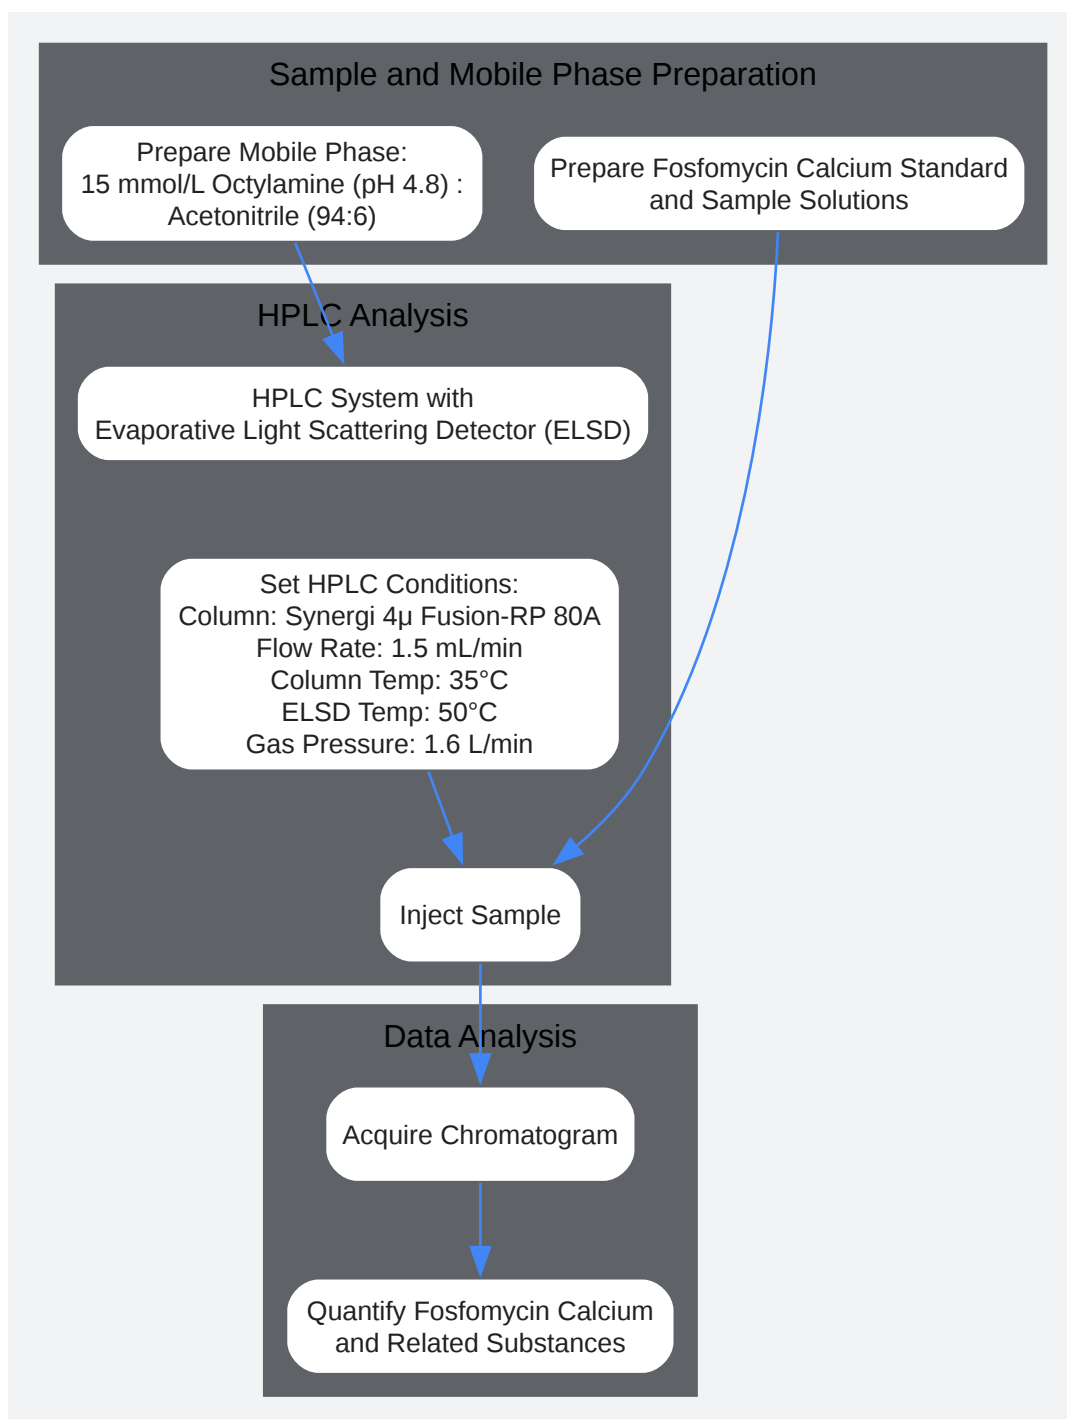 Sample and Mobile Phase Preparation
Prepare Mobile Phase:
15 mmol/L Octylamine (pH 4.8) :
Acetonitrile (94:6)
Prepare Fosfomycin Calcium Standard
and Sample Solutions
HPLC Analysis
HPLC System with
Evaporative Light Scattering Detector (ELSD)
Set HPLC Conditions:
Column: Synergi 4μ Fusion-RP 80A
Flow Rate: 1.5 mL/min
Column Temp: 35°C
ELSD Temp: 50°C
Gas Pressure: 1.6 L/min
Inject Sample
Data Analysis
Acquire Chromatogram
Quantify Fosfomycin Calcium
and Related Substances